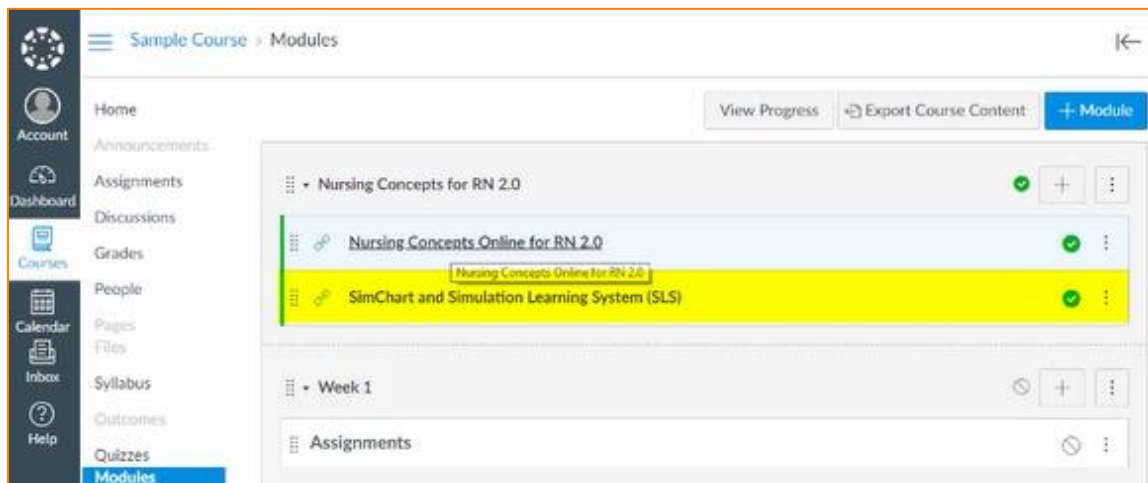 Sample Course > Modules
Account
Dashboard
Courses
Calendar
Inbox
Help
Home
Announcements
Assignments
Discussions
Grades
People
Pages
Files
Syllabus
Outcomes
Quizzes
Modules
View Progress
Export Course Content
+ Module
Nursing Concepts for RN 2.0
Nursing Concepts Online for RN 2.0
Nursing Concepts Online for RN 2.0
SimChart and Simulation Learning System (SLS)
Week 1
Assignments